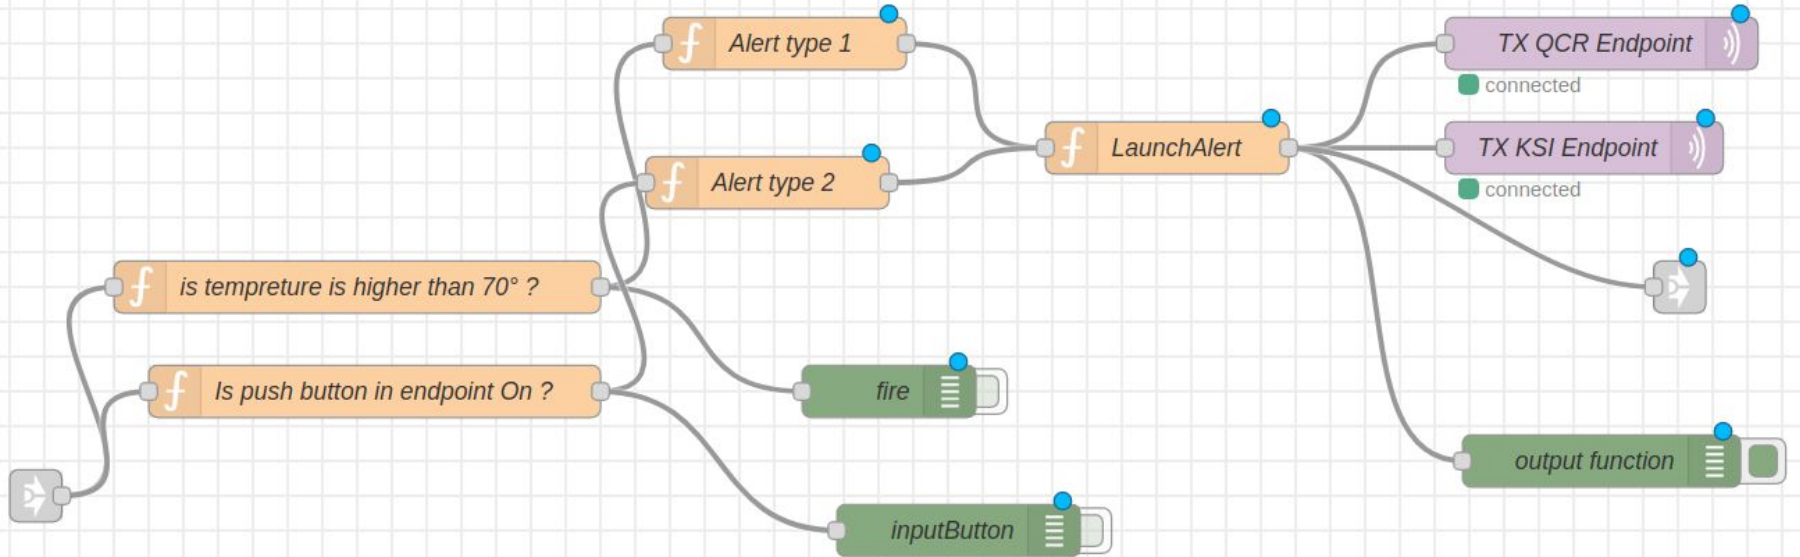 Alert type 1
TX QCR Endpoint
connected
LaunchAlert
TX KSI Endpoint
connected
Alert type 2
is tempreture is higher than 70° ?
Is push button in endpoint On ?
fire
output function
inputButton